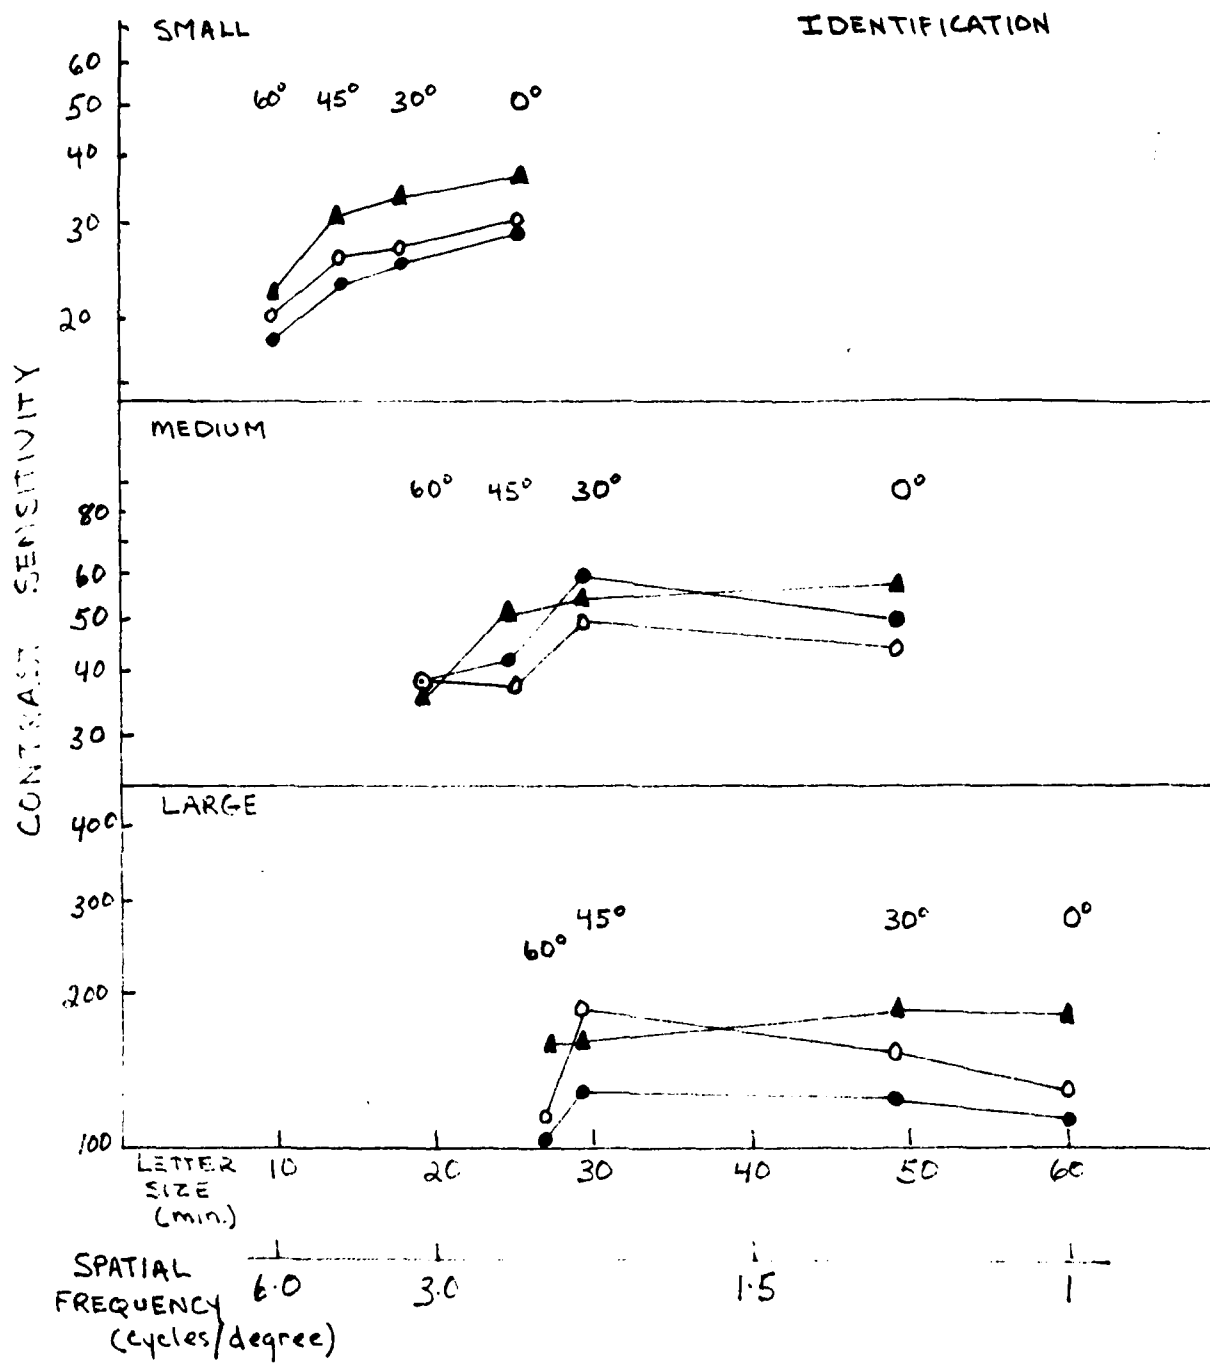 SMALL
IDENTIFICATION
60
50
40
30
20
60° 45° 30° 0°
CONTRAST SENSITIVITY
MEDIUM
60° 45° 30° 0°
80
60
50
40
30
LARGE
400
300
200
100
60° 45° 30° 0°
LETTER 10 20 30 40 50 60
SIZE
(min.)
SPATIAL
FREQUENCY 6.0 3.0 1.5 1
(cycles/degree)